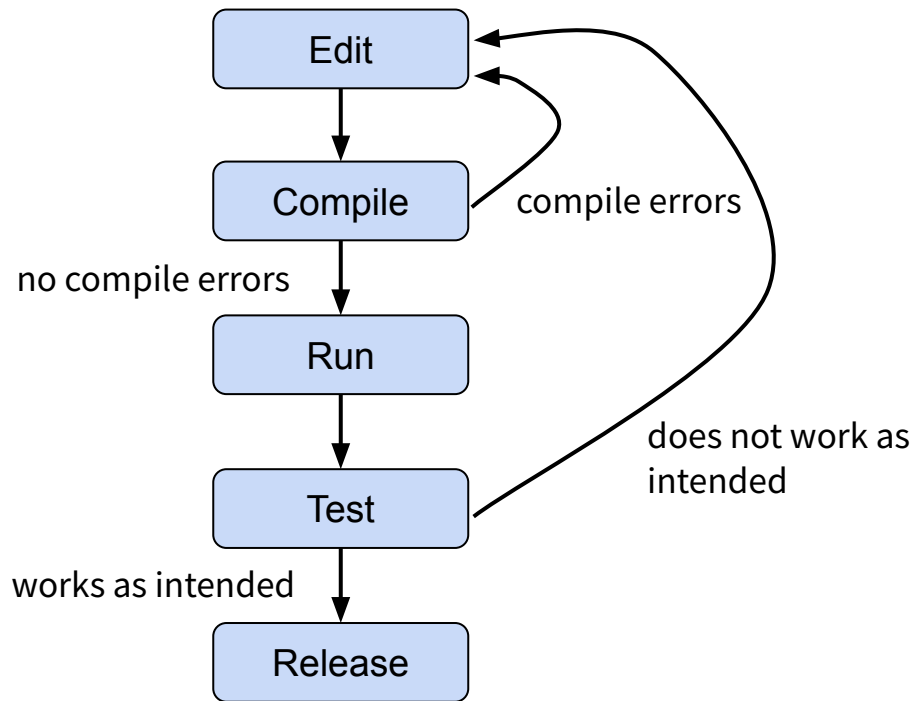 Edit
Compile
compile errors
no compile errors
Run
does not work as
intended
Test
works as intended
Release